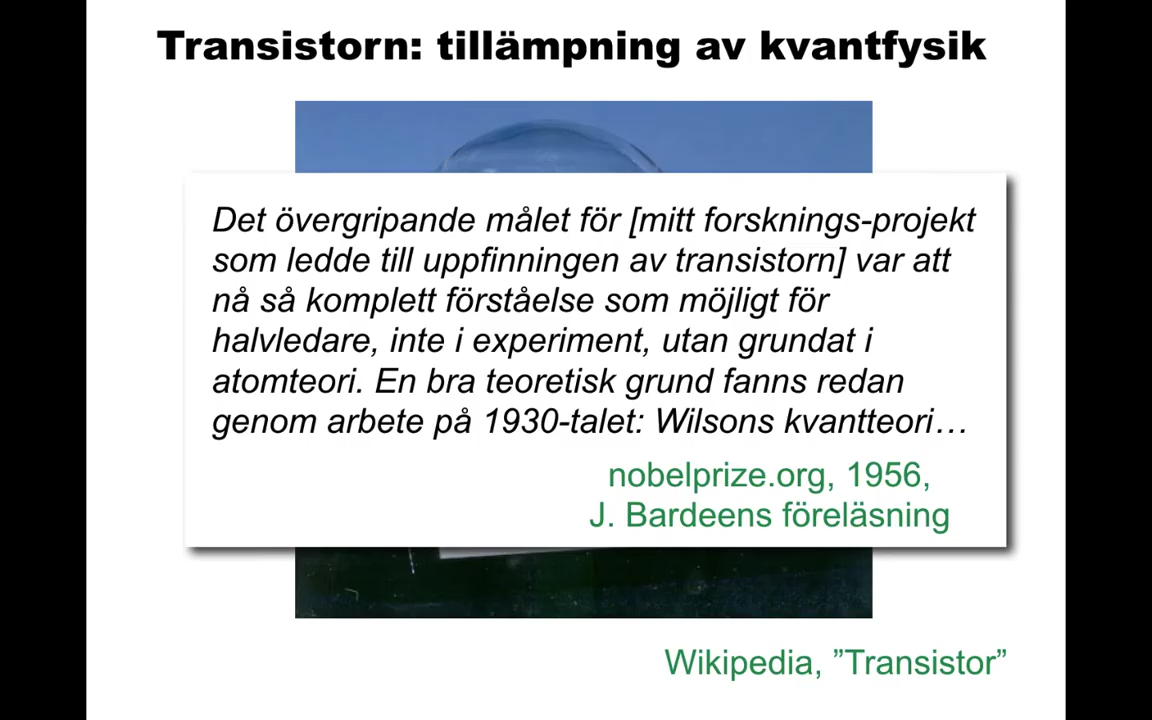 Transistorn: tillämpning av kvantfysik
Det övergripande målet för [mitt forsknings-projekt
som ledde till uppfinningen av transistorn] var att
nå så komplett förståelse som möjligt för
halvledare, inte i experiment, utan grundat i
atomteori. En bra teoretisk grund fanns redan
genom arbete på 1930-talet: Wilsons kvantteori…
nobelprize.org, 1956,
J. Bardeens föreläsning
Wikipedia, ”Transistor”